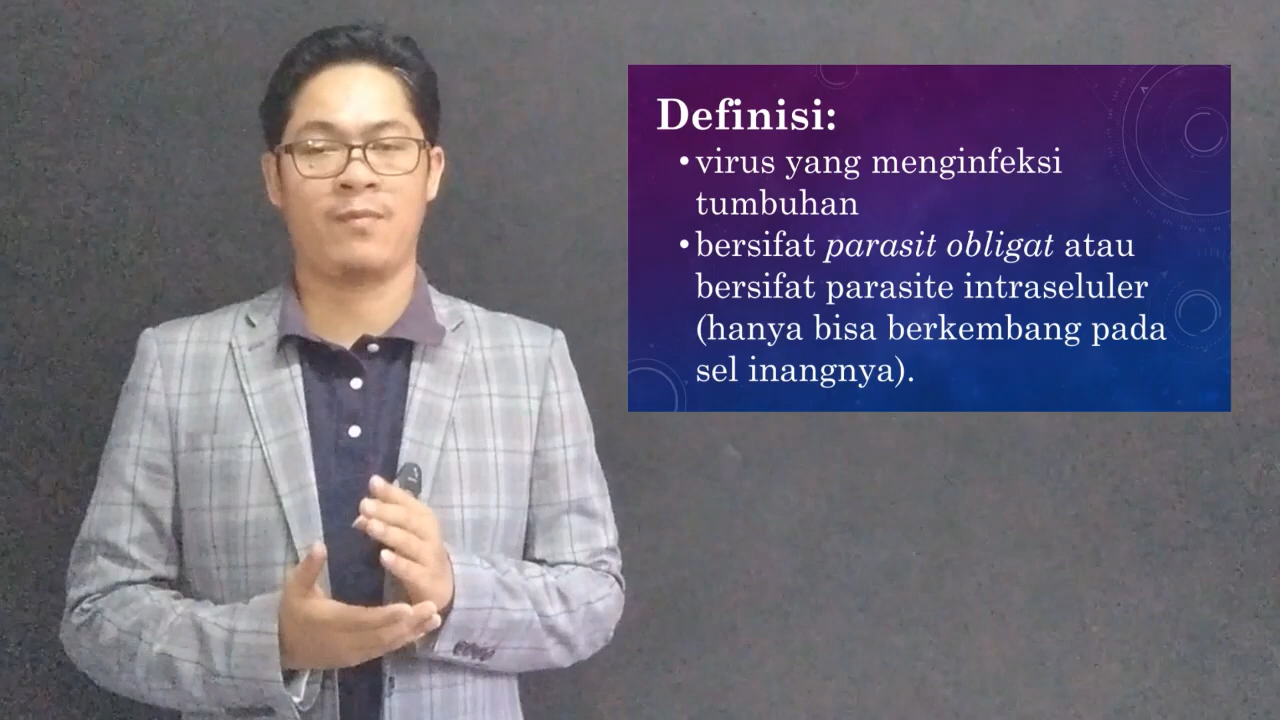 Definisi:
•virus yang menginfeksi
tumbuhan
•bersifat parasit obligat atau
bersifat parasite intraseluler
(hanya bisa berkembang pada
sel inangnya).